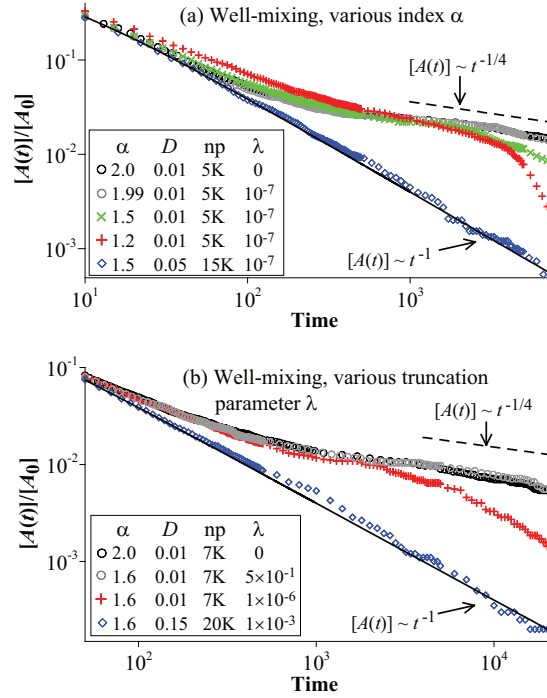 (a) Well-mixing, various index α
[A(t)] ~ t^-1/4
[A(t)]/[A0]
10^-1
10^-2
10^-3
α D np λ
2.0 0.01 5K 0
1.99 0.01 5K 10^-7
1.5 0.01 5K 10^-7
1.2 0.01 5K 10^-7
1.5 0.05 15K 10^-7
[A(t)] ~ t^-1
10^1 10^2 10^3
Time
(b) Well-mixing, various truncation
parameter λ
[A(t)] ~ t^-1/4
[A(t)]/[A0]
10^-1
10^-2
10^-3
α D np λ
2.0 0.01 7K 0
1.6 0.01 7K 5×10^-1
1.6 0.01 7K 1×10^-6
1.6 0.15 20K 1×10^-3
[A(t)] ~ t^-1
10^2 10^3 10^4
Time